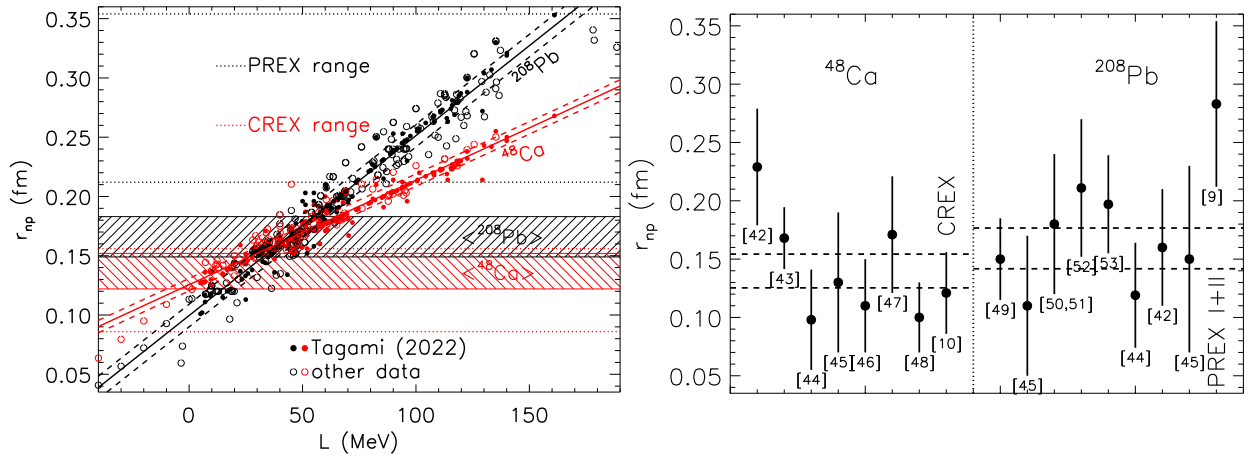 0.35
0.30
0.25
0.20
0.15
0.10
0.05
r_np (fm)
PREX range
CREX range
²⁰⁸Pb
⁴⁸Ca
<²⁰⁸Pb>
<⁴⁸Ca>
Tagami (2022)
other data
0 50 100 150
L (MeV)
0.35
0.30
0.25
0.20
0.15
0.10
0.05
r_np (fm)
⁴⁸Ca
²⁰⁸Pb
[42]
[43]
[44]
[45]
[46]
[47]
[48]
[10]
CREX
[49]
[45]
[50,51]
[52]
[53]
[44]
[42]
[45]
[9]
PREX I+II